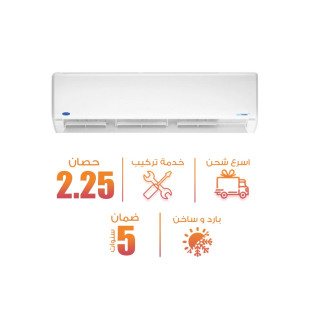 اسرع شحن
خدمة تركيب
حصان
2.25
بارد و ساخن
ضمان
5
سنوات